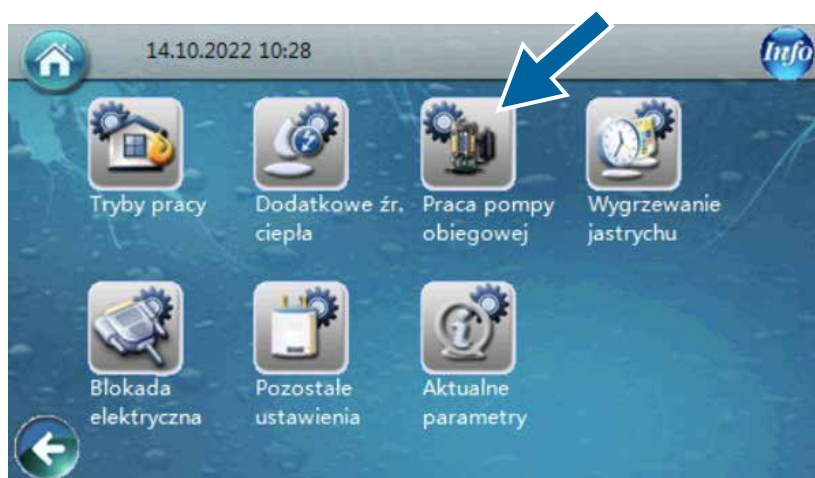 14.10.2022 10:28
Info
Tryby pracy
Dodatkowe źr.
ciepła
Praca pompy
obiegowej
Wygrzewanie
jastrychu
Blokada
elektryczna
Pozostałe
ustawienia
Aktualne
parametry